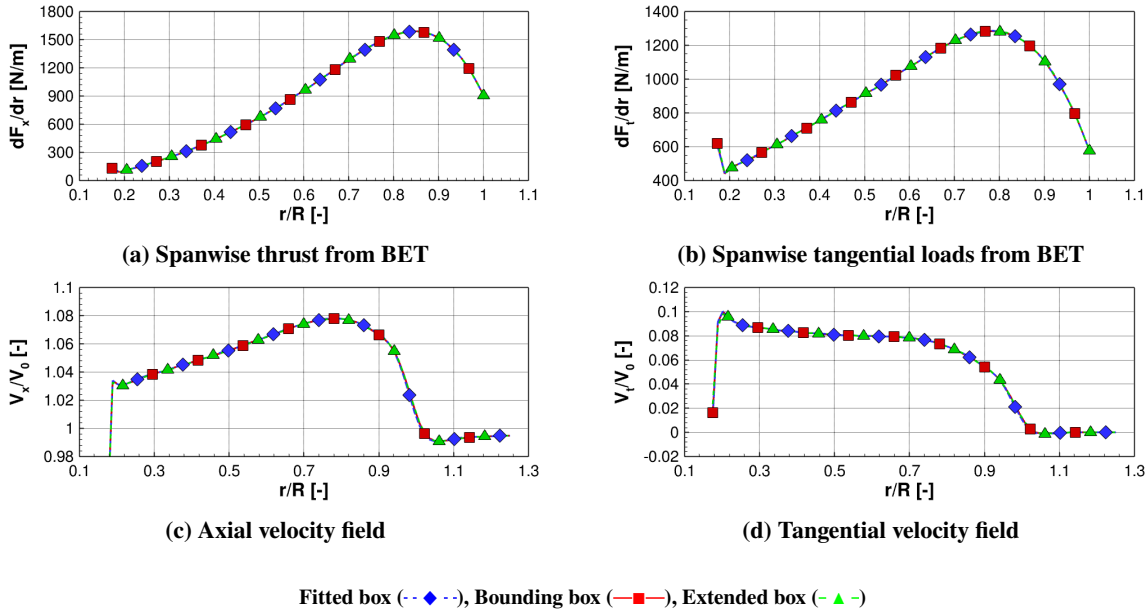 1800
1500
1200
900
600
300
0
dFx/dr [N/m]
0.1 0.2 0.3 0.4 0.5 0.6 0.7 0.8 0.9 1 1.1
r/R [-]
(a) Spanwise thrust from BET
1400
1200
1000
800
600
400
dFt/dr [N/m]
0.1 0.2 0.3 0.4 0.5 0.6 0.7 0.8 0.9 1 1.1
r/R [-]
(b) Spanwise tangential loads from BET
1.1
1.08
1.06
1.04
1.02
1
0.98
Vx/V0 [-]
0.1 0.3 0.5 0.7 0.9 1.1 1.3
r/R [-]
(c) Axial velocity field
0.12
0.1
0.08
0.06
0.04
0.02
0
-0.02
Vt/V0 [-]
0.1 0.3 0.5 0.7 0.9 1.1 1.3
r/R [-]
(d) Tangential velocity field
Fitted box ( ), Bounding box ( ), Extended box ( )